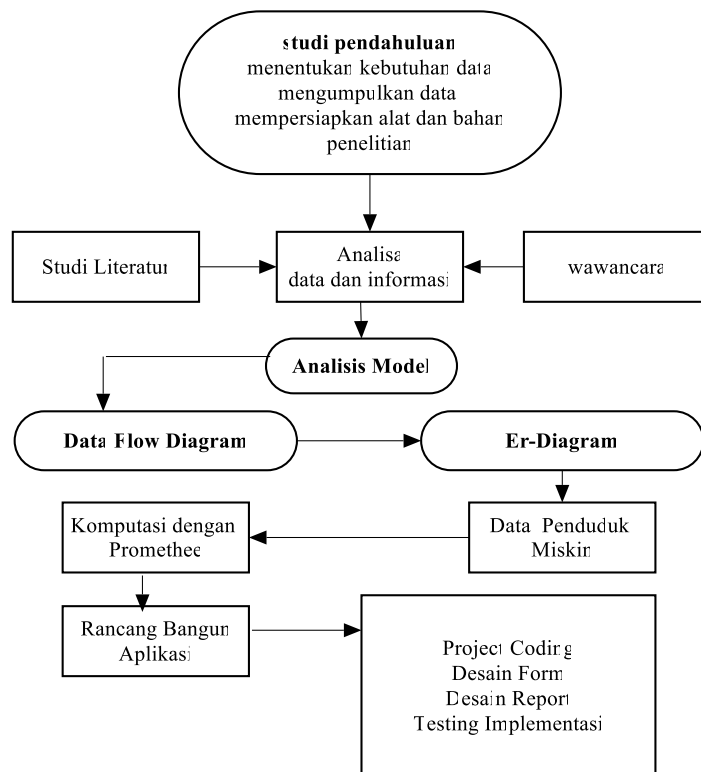 studi pendahuluan
menentukan kebutuhan data
mengumpulkan data
mempersiapkan alat dan bahan
penelitian
Studi Literatur
Analisa
data dan informasi
wawancara
Analisis Model
Data Flow Diagram
Er-Diagram
Komputasi dengan
Promethee
Data Penduduk
Miskin
Rancang Bangun
Aplikasi
Project Coding
Desain Form
Desain Report
Testing Implementasi